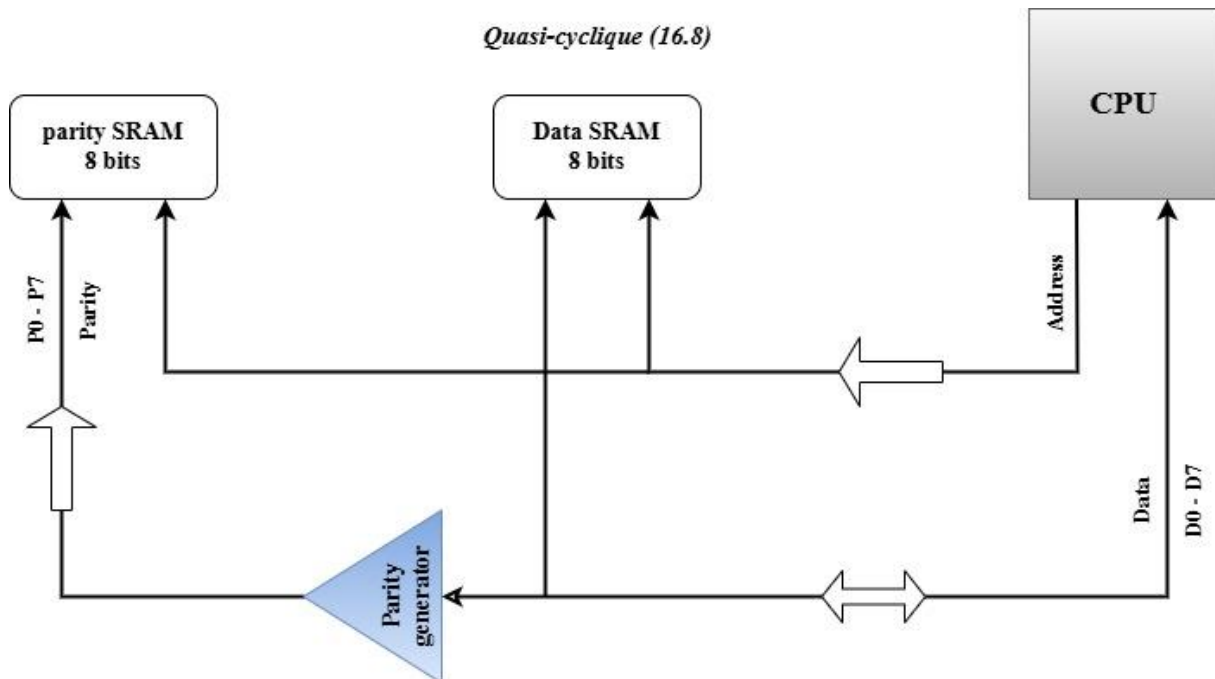 Quasi-cyclique (16.8)
parity SRAM
8 bits
Data SRAM
8 bits
CPU
P0 - P7
Parity
Address
Data
D0 - D7
Parity
generator